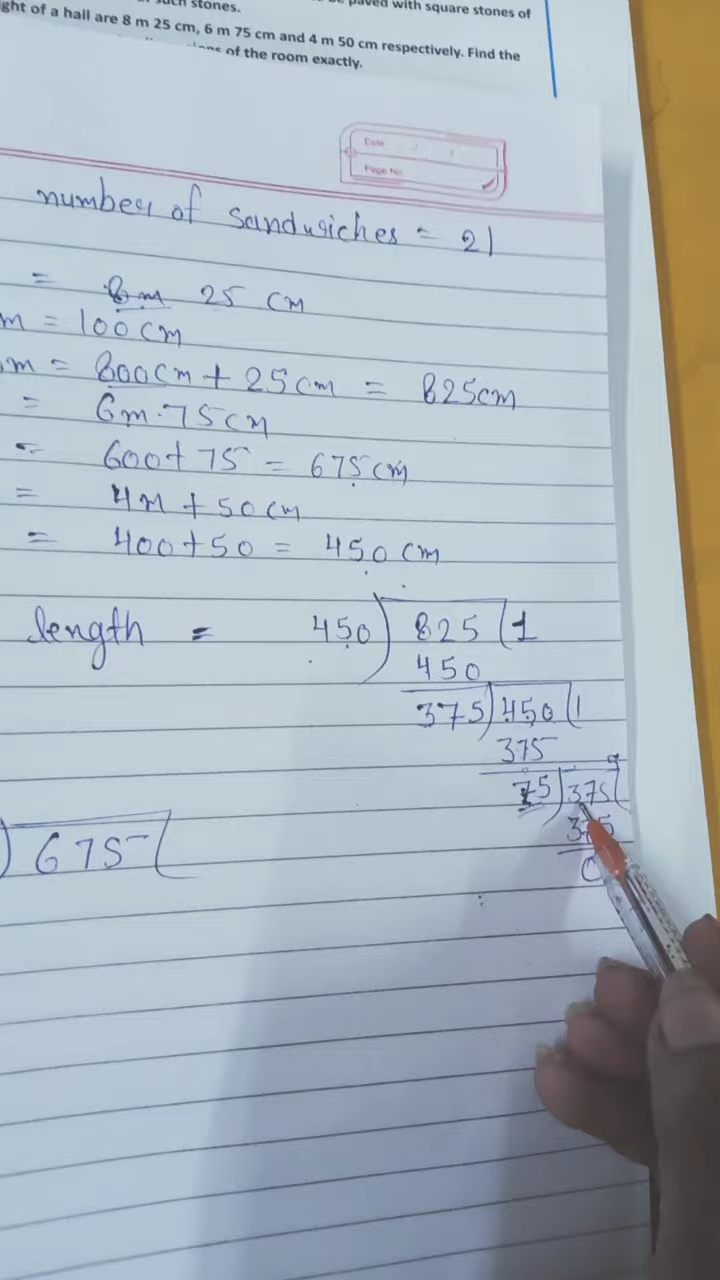 such stones.
paved with square stones of
ght of a hall are 8 m 25 cm, 6 m 75 cm and 4 m 50 cm respectively. Find the
of the room exactly.
Date
Page No.
number of sandwiches = 21
= 8m 25 cm
m = 100 cm
m = 800cm + 25 cm = 825cm
= 6m.75cm
= 600 + 75 = 675 cm
= 4m + 50 cm
= 400 + 50 = 450 cm
length = 450 ) 825 ( 1
450
375 ) 450 ( 1
375
75 ) 375 (
375
0
) 675 (